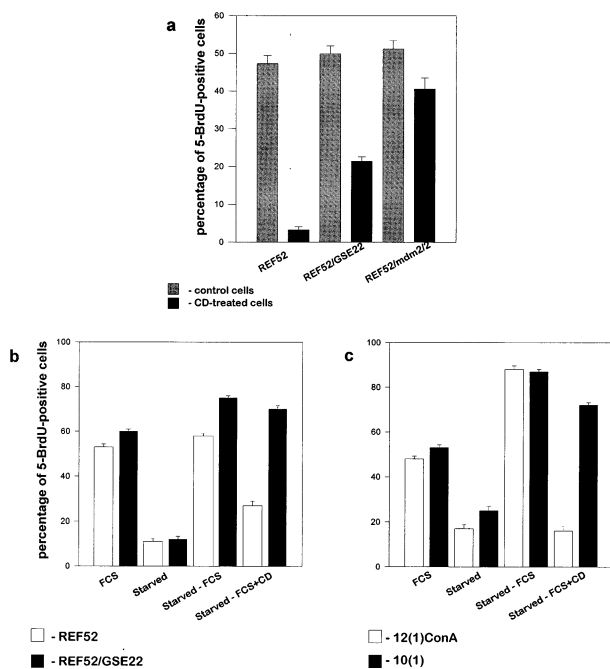 a
percentage of 5-BrdU-positive cells
60
50
40
30
20
10
0
REF52
REF52/GSE22
REF52/mdm2/2
- control cells
- CD-treated cells
b
percentage of 5-BrdU-positive cells
100
80
60
40
20
0
FCS
Starved
Starved - FCS
Starved - FCS+CD
- REF52
- REF52/GSE22
c
100
80
60
40
20
0
FCS
Starved
Starved - FCS
Starved - FCS+CD
- 12(1)ConA
- 10(1)